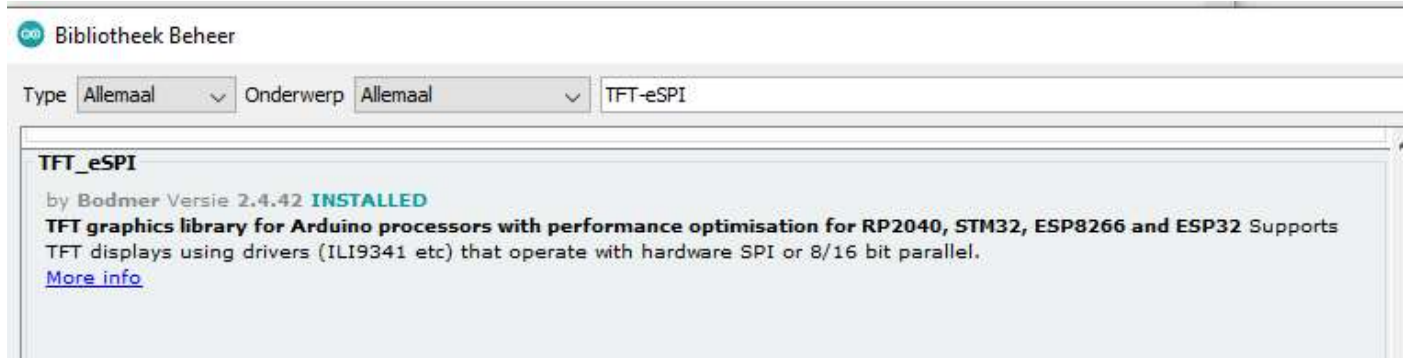 Bibliotheek Beheer
Type Allemaal Onderwerp Allemaal TFT-eSPI
TFT_eSPI
by Bodmer Versie 2.4.42 INSTALLED
TFT graphics library for Arduino processors with performance optimisation for RP2040, STM32, ESP8266 and ESP32 Supports
TFT displays using drivers (ILI9341 etc) that operate with hardware SPI or 8/16 bit parallel.
More info